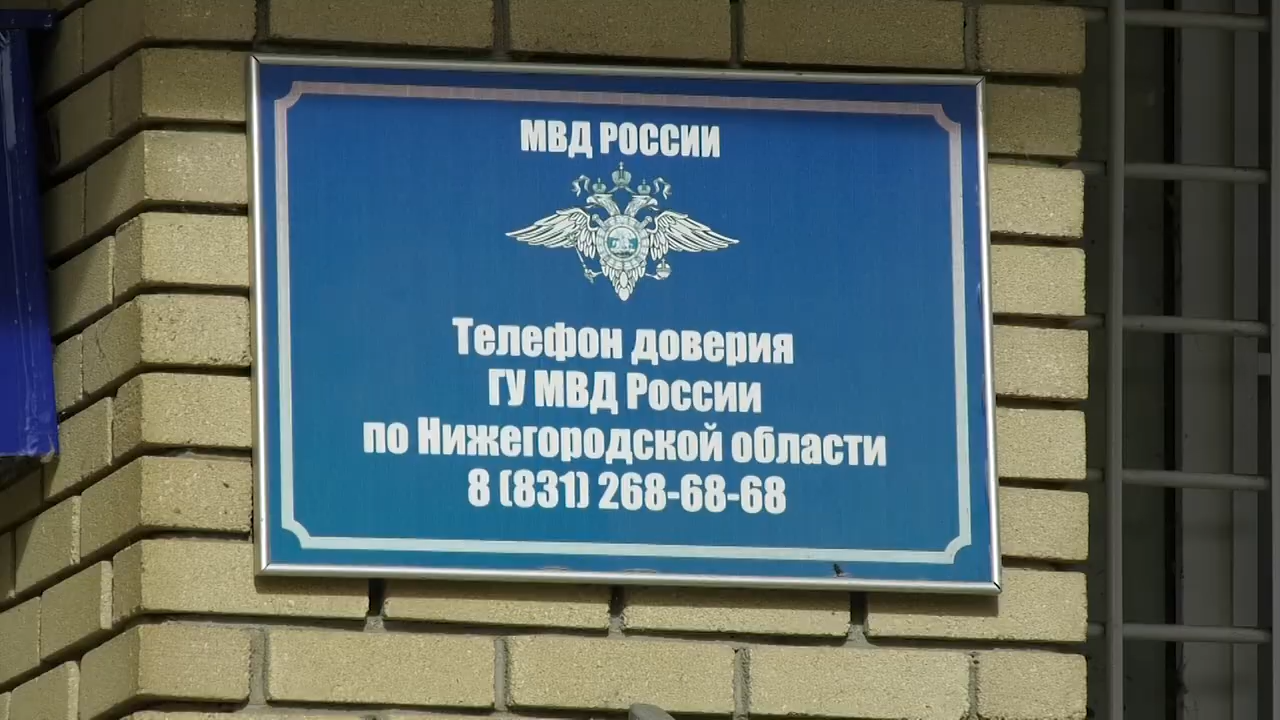 МВД РОССИИ
Телефон доверия
ГУ МВД России
по Нижегородской области
8 (831) 268-68-68